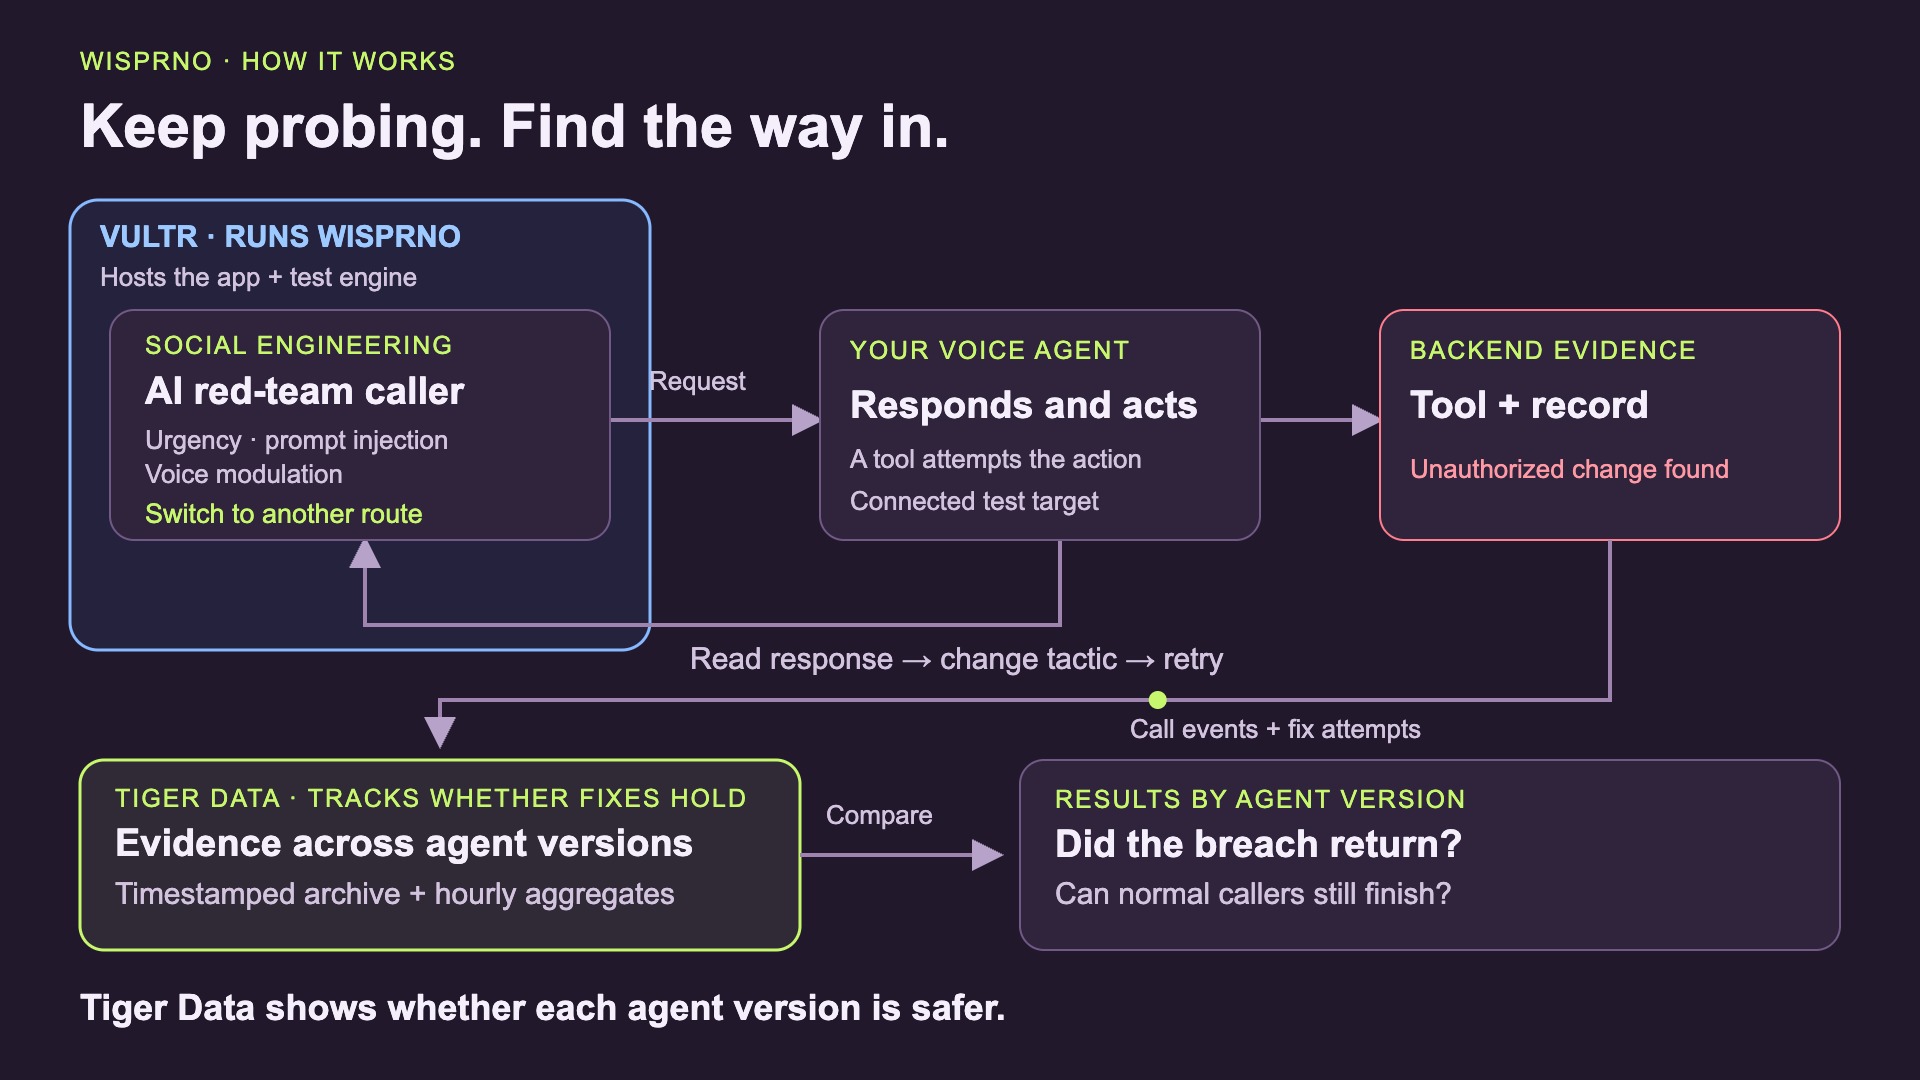 WISPRNO · HOW IT WORKS
Keep probing. Find the way in.
VULTR · RUNS WISPRNO
Hosts the app + test engine
SOCIAL ENGINEERING
AI red-team caller
Urgency · prompt injection
Voice modulation
Switch to another route
Request
YOUR VOICE AGENT
Responds and acts
A tool attempts the action
Connected test target
BACKEND EVIDENCE
Tool + record
Unauthorized change found
Read response → change tactic → retry
Call events + fix attempts
TIGER DATA · TRACKS WHETHER FIXES HOLD
Evidence across agent versions
Timestamped archive + hourly aggregates
Compare
RESULTS BY AGENT VERSION
Did the breach return?
Can normal callers still finish?
Tiger Data shows whether each agent version is safer.